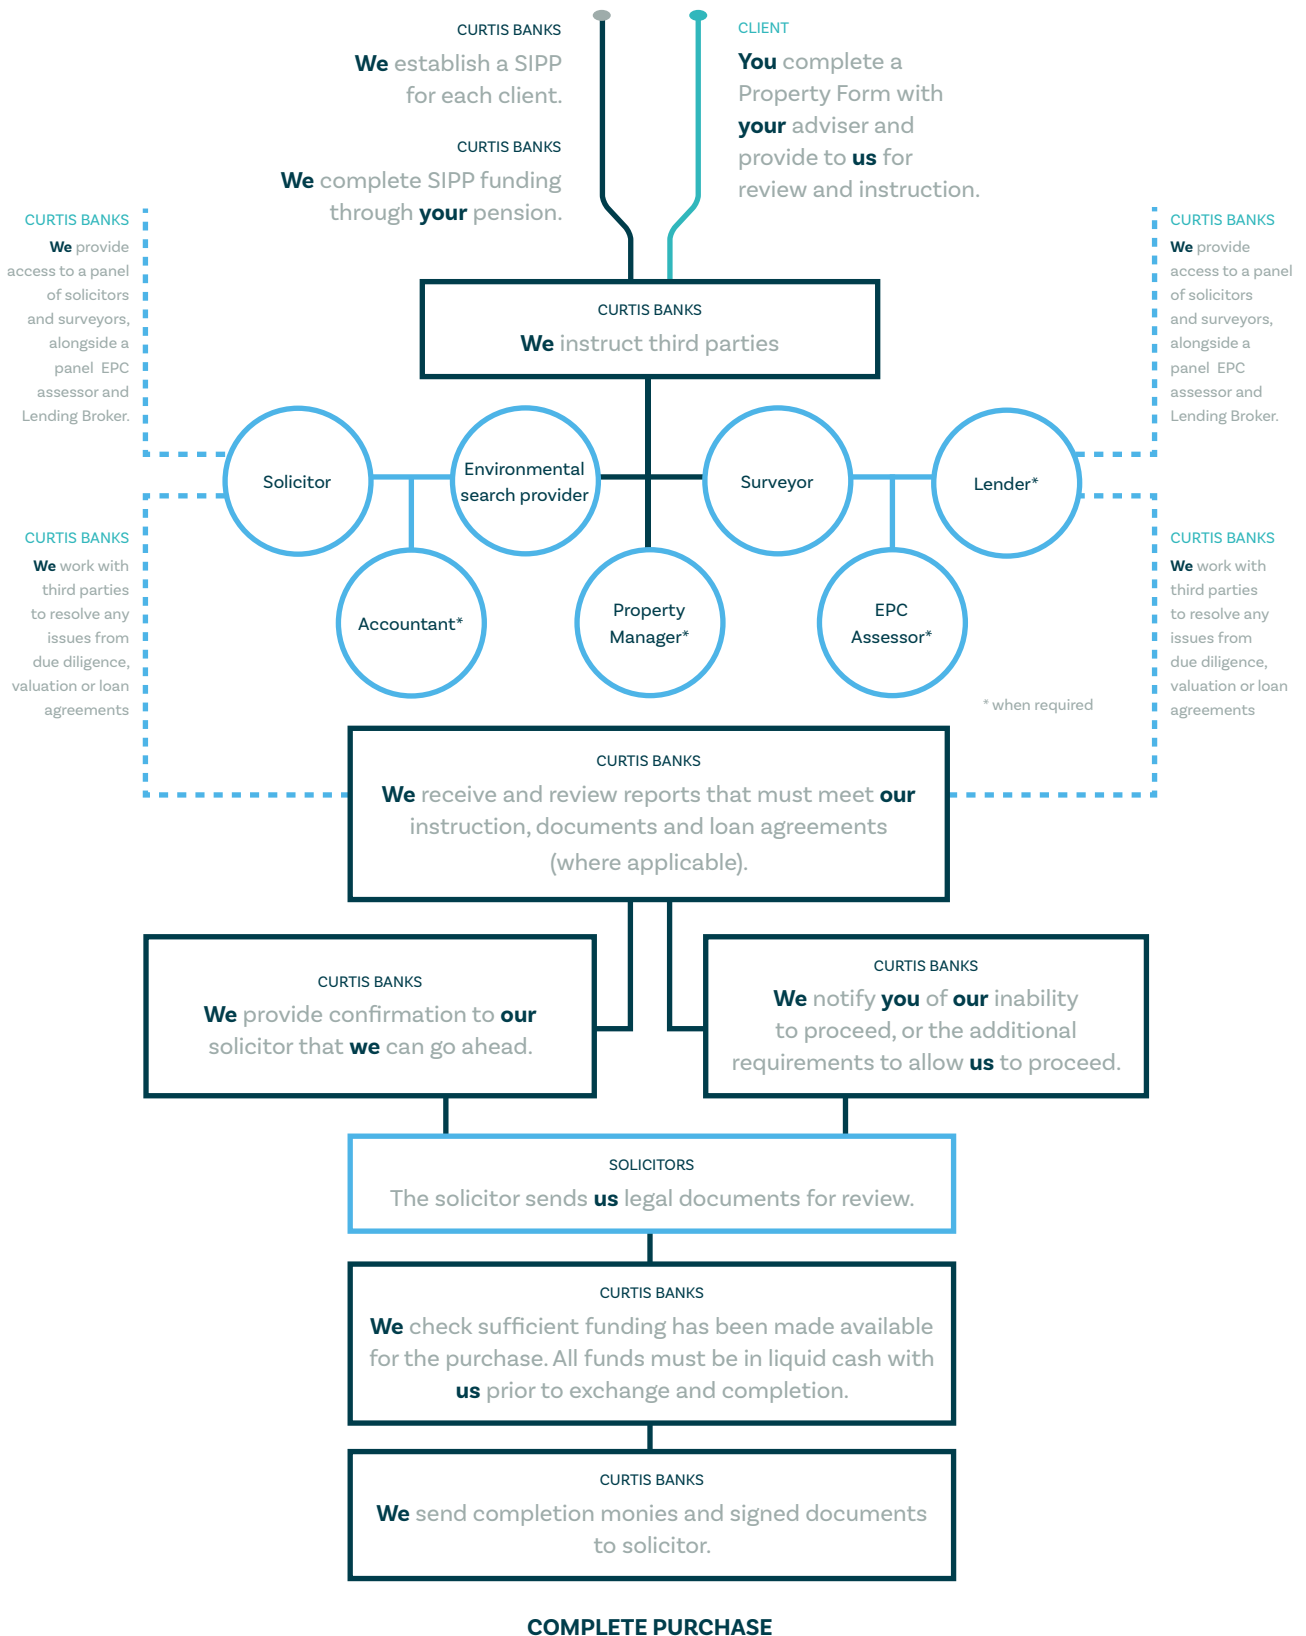 CURTIS BANKS
We establish a SIPP
for each client.
CURTIS BANKS
We complete SIPP funding
through your pension.
CLIENT
You complete a
Property Form with
your adviser and
provide to us for
review and instruction.
CURTIS BANKS
We provide
access to a panel
of solicitors
and surveyors,
alongside a
panel EPC
assessor and
Lending Broker.
CURTIS BANKS
We provide
access to a panel
of solicitors
and surveyors,
alongside a
panel EPC
assessor and
Lending Broker.
CURTIS BANKS
We instruct third parties
Solicitor
Environmental
search provider
Surveyor
Lender*
Accountant*
Property
Manager*
EPC
Assessor*
CURTIS BANKS
We work with
third parties
to resolve any
issues from
due diligence,
valuation or loan
agreements
CURTIS BANKS
We work with
third parties
to resolve any
issues from
due diligence,
valuation or loan
agreements
* when required
CURTIS BANKS
We receive and review reports that must meet our
instruction, documents and loan agreements
(where applicable).
CURTIS BANKS
We provide confirmation to our
solicitor that we can go ahead.
CURTIS BANKS
We notify you of our inability
to proceed, or the additional
requirements to allow us to proceed.
SOLICITORS
The solicitor sends us legal documents for review.
CURTIS BANKS
We check sufficient funding has been made available
for the purchase. All funds must be in liquid cash with
us prior to exchange and completion.
CURTIS BANKS
We send completion monies and signed documents
to solicitor.
COMPLETE PURCHASE